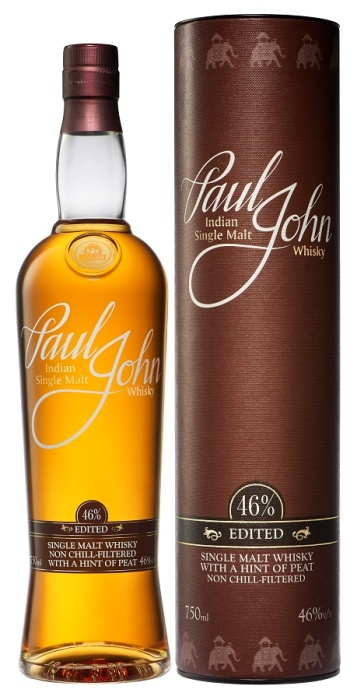 Paul John
Indian
Single Malt
Whisky
46%
EDITED
SINGLE MALT WHISKY
NON CHILL-FILTERED
WITH A HINT OF PEAT
750ml
46%
Paul John
Indian
Single Malt
Whisky
46%
EDITED
SINGLE MALT WHISKY
WITH A HINT OF PEAT
NON CHILL-FILTERED
750ml 46%v/v